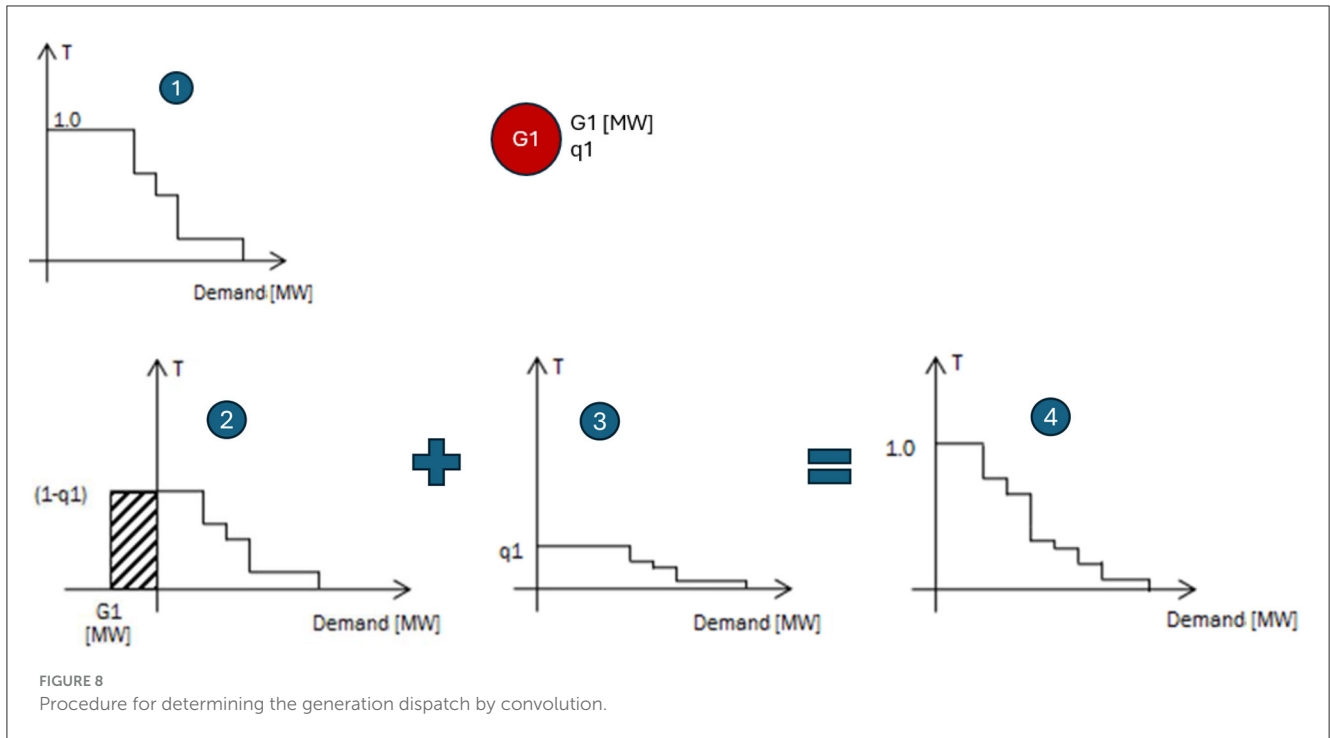 T
1
1.0
Demand [MW]
G1
G1 [MW]
q1
T
2
(1-q1)
G1
[MW]
Demand [MW]
T
3
q1
Demand [MW]
T
4
1.0
Demand [MW]
FIGURE 8
Procedure for determining the generation dispatch by convolution.